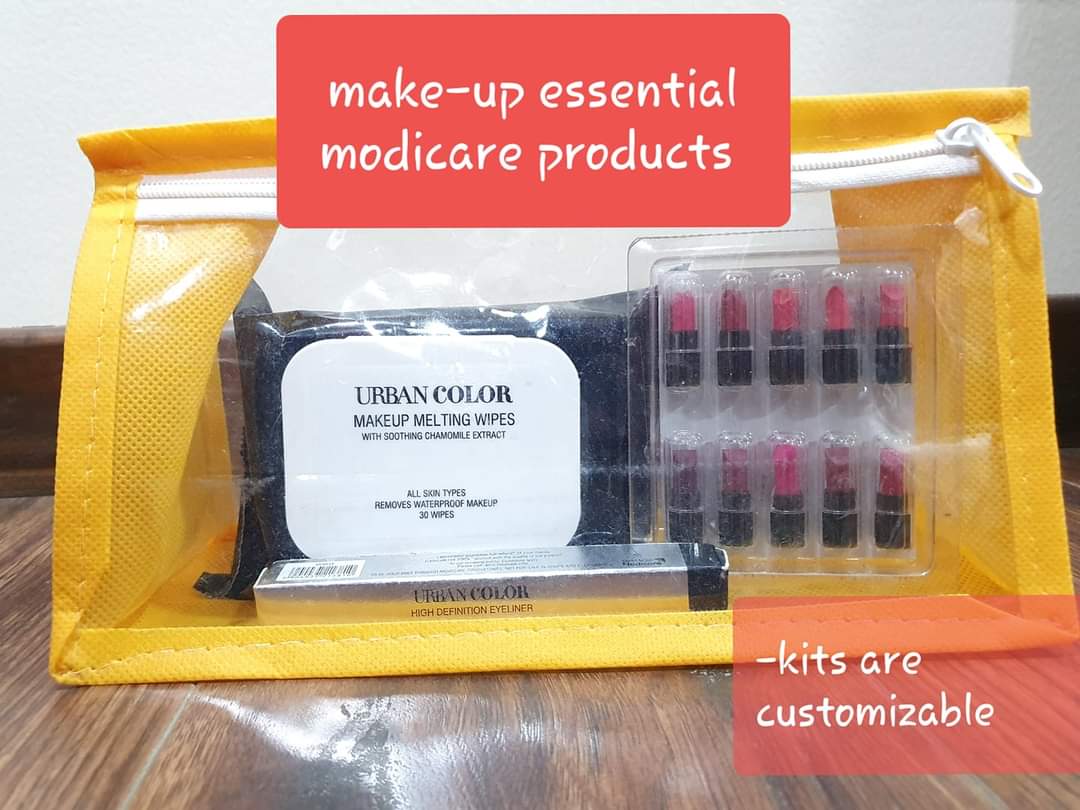 make-up essential
modicare products
URBAN COLOR
MAKEUP MELTING WIPES
WITH SOOTHING CHAMOMILE EXTRACT
ALL SKIN TYPES
REMOVES WATERPROOF MAKEUP
30 WIPES
URBAN COLOR
HIGH DEFINITION EYELINER
-kits are
customizable